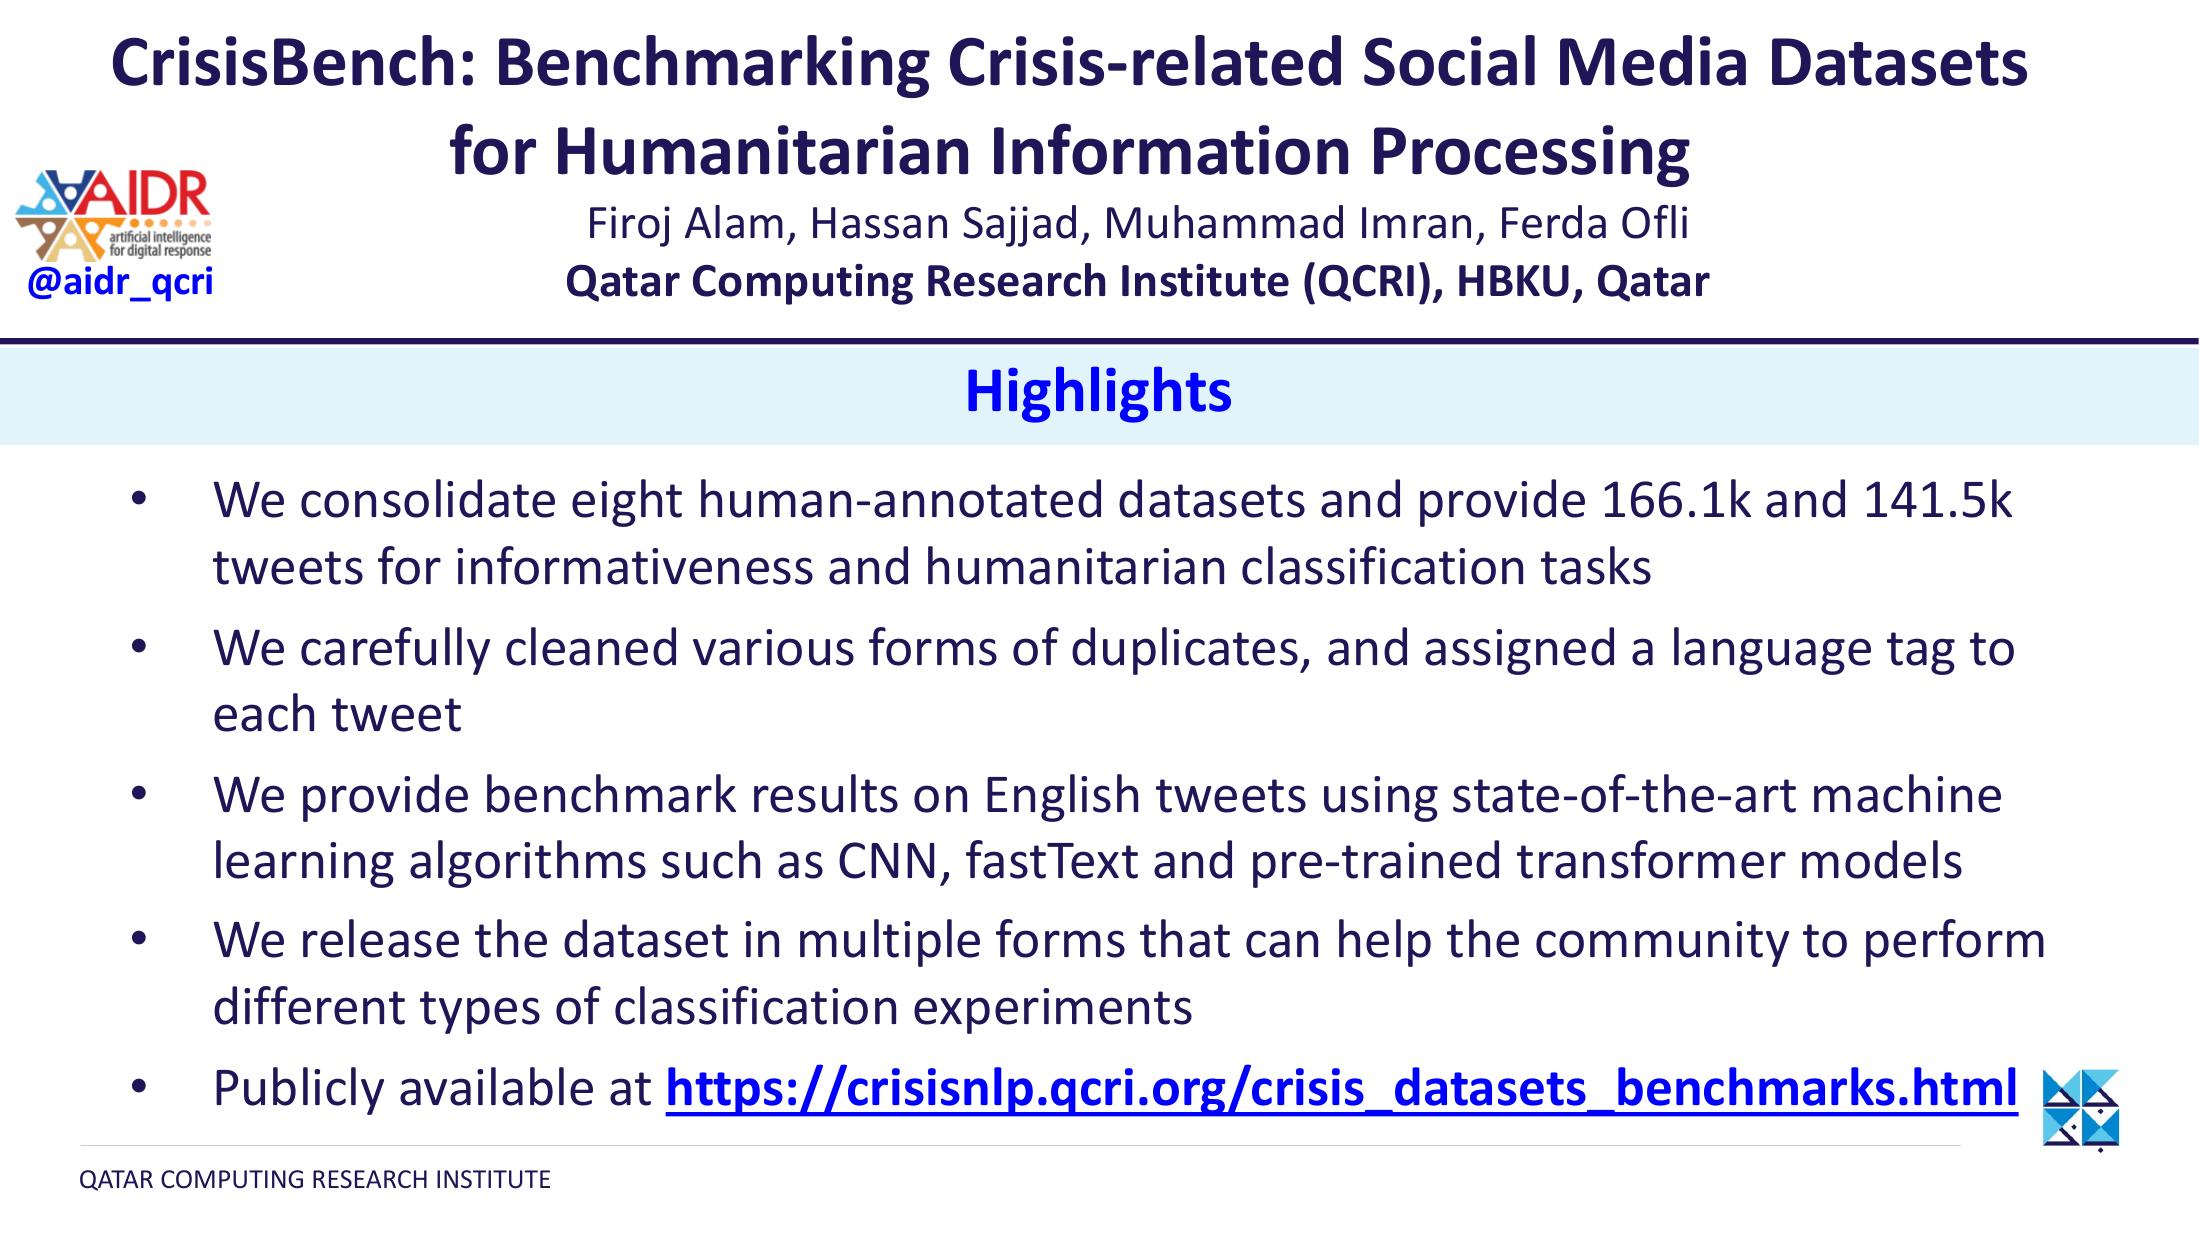 CrisisBench: Benchmarking Crisis-related Social Media Datasets
for Humanitarian Information Processing
AIDR
artificial intelligence
for digital response
@aidr_qcri
Firoj Alam, Hassan Sajjad, Muhammad Imran, Ferda Ofli
Qatar Computing Research Institute (QCRI), HBKU, Qatar
Highlights
• We consolidate eight human-annotated datasets and provide 166.1k and 141.5k
tweets for informativeness and humanitarian classification tasks
• We carefully cleaned various forms of duplicates, and assigned a language tag to
each tweet
• We provide benchmark results on English tweets using state-of-the-art machine
learning algorithms such as CNN, fastText and pre-trained transformer models
• We release the dataset in multiple forms that can help the community to perform
different types of classification experiments
• Publicly available at https://crisisnlp.qcri.org/crisis_datasets_benchmarks.html
QATAR COMPUTING RESEARCH INSTITUTE